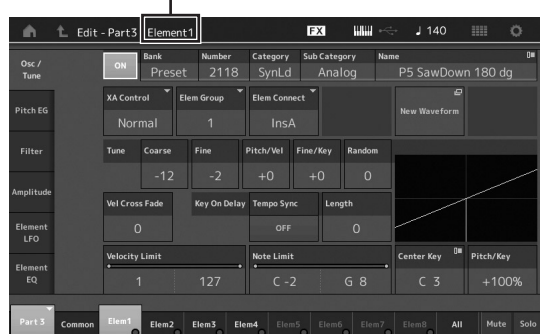 Edit - Part3 Element1 FX 140
Osc / Tune
ON
Bank Number Category Sub Category Name
Preset 2118 SynLd Analog P5 SawDown 180 dg
Pitch EG
XA Control Elem Group Elem Connect New Waveform
Normal 1 InsA
Filter
Tune Coarse Fine Pitch/Vel Fine/Key Random
-12 -2 +0 +0 0
Amplitude
Vel Cross Fade Key On Delay Tempo Sync Length
0 OFF 0
Element LFO
Velocity Limit Note Limit Center Key Pitch/Key
1 127 C -2 G 8 C 3 +100%
Element EQ
Part 3 Common Elem1 Elem2 Elem3 Elem4 Elem5 Elem6 Elem7 Elem8 All Mute Solo